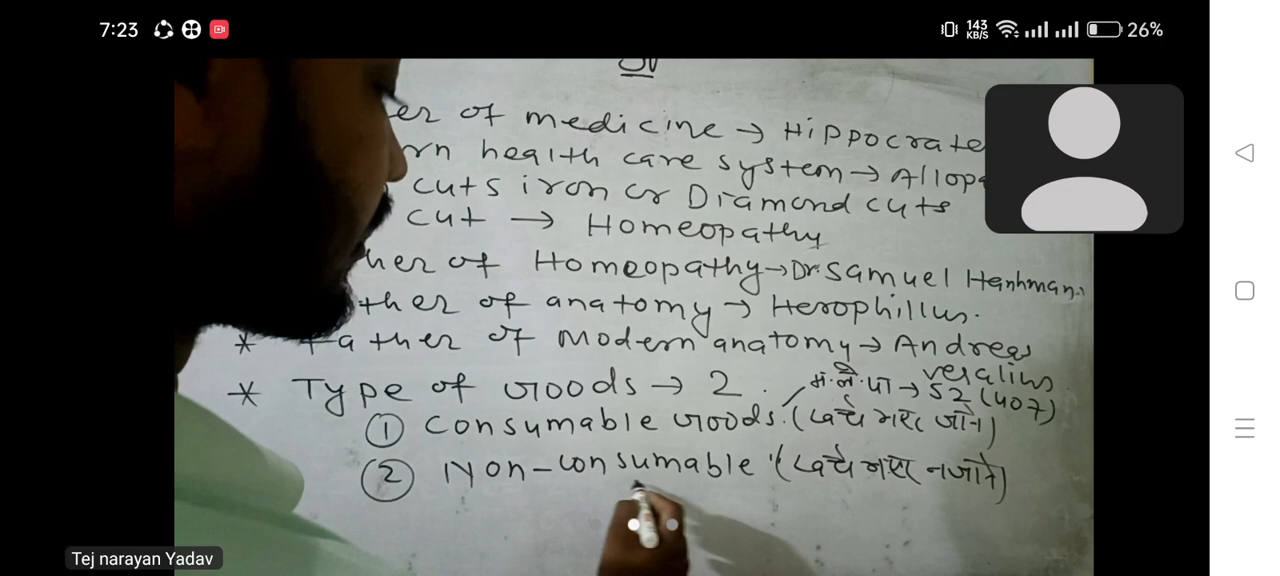 7:23
143 KB/S
26%
er of medicine → Hippocrate
rn health care system → Allop
cuts iron or Diamond cuts
cut → Homeopathy
her of Homeopathy → Dr. Samuel Hanhman
ther of anatomy → Herophillus.
* Father of Modern anatomy → Andreas
vesalius
* Type of Goods → 2.
→ 52 (407)
① Consumable Goods. (
② Non-consumable (
Tej narayan Yadav